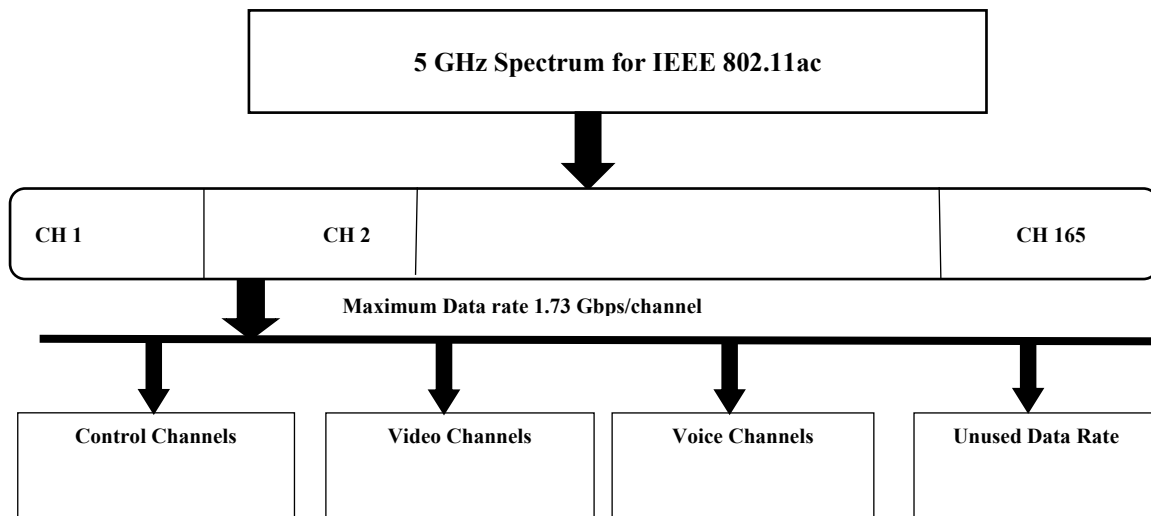 5 GHz Spectrum for IEEE 802.11ac
CH 1
CH 2
CH 165
Maximum Data rate 1.73 Gbps/channel
Control Channels
Video Channels
Voice Channels
Unused Data Rate